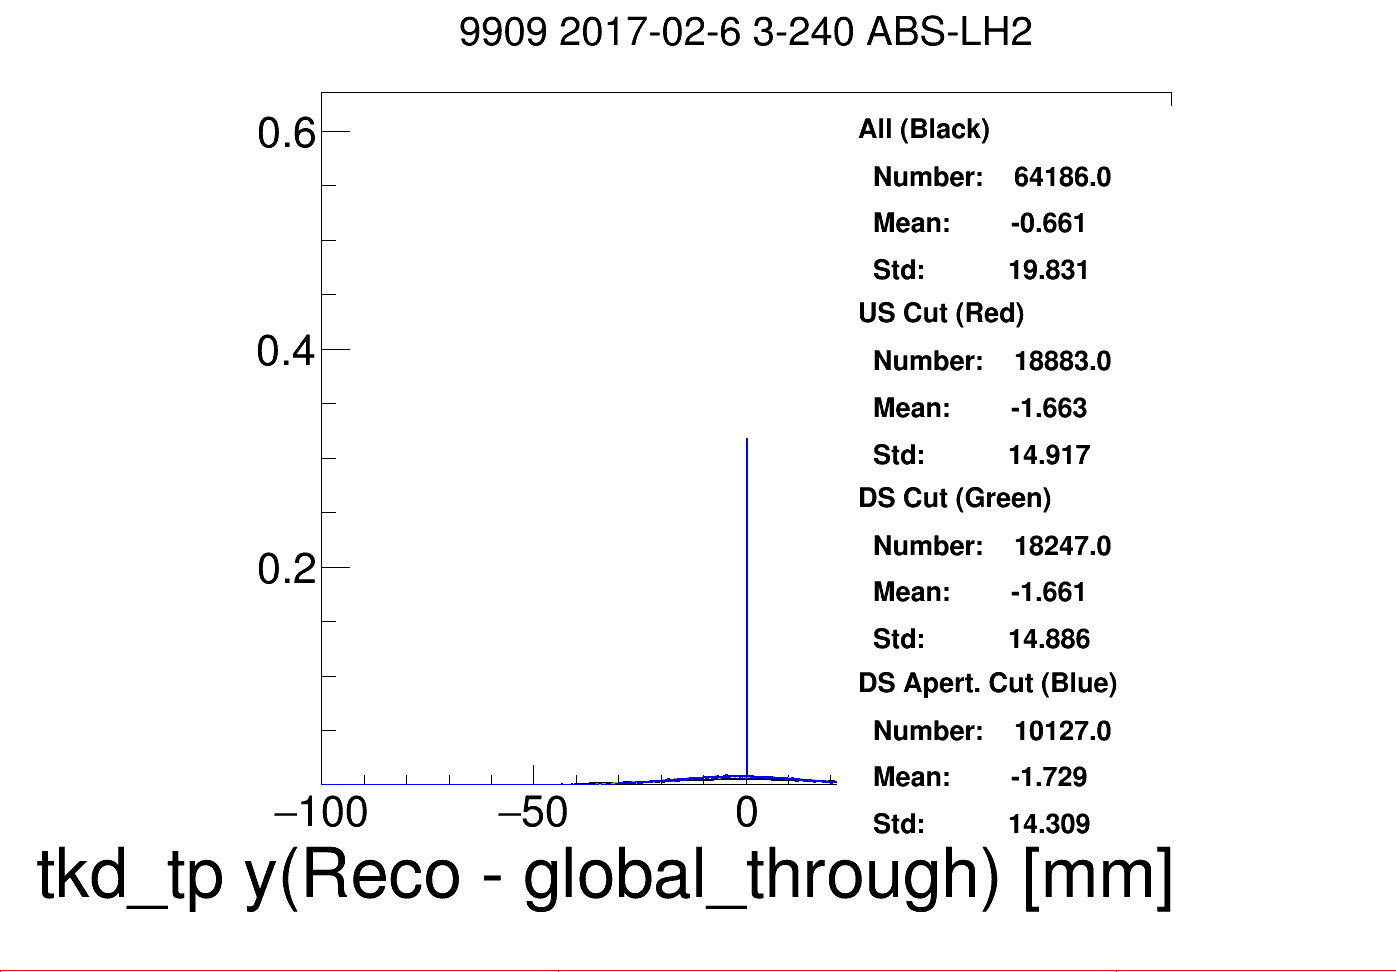 9909 2017-02-6 3-240 ABS-LH2
All (Black)
Number: 64186.0
Mean: -0.661
Std: 19.831
US Cut (Red)
Number: 18883.0
Mean: -1.663
Std: 14.917
DS Cut (Green)
Number: 18247.0
Mean: -1.661
Std: 14.886
DS Apert. Cut (Blue)
Number: 10127.0
Mean: -1.729
Std: 14.309
0.6
0.4
0.2
−100 −50 0
tkd_tp y(Reco - global_through) [mm]